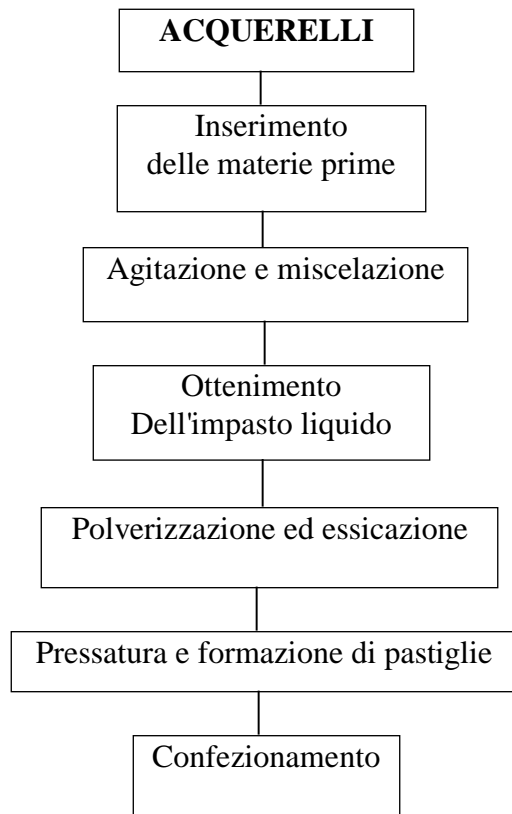 ACQUERELLI
Inserimento
delle materie prime
Agitazione e miscelazione
Ottenimento
Dell'impasto liquido
Polverizzazione ed essicazione
Pressatura e formazione di pastiglie
Confezionamento